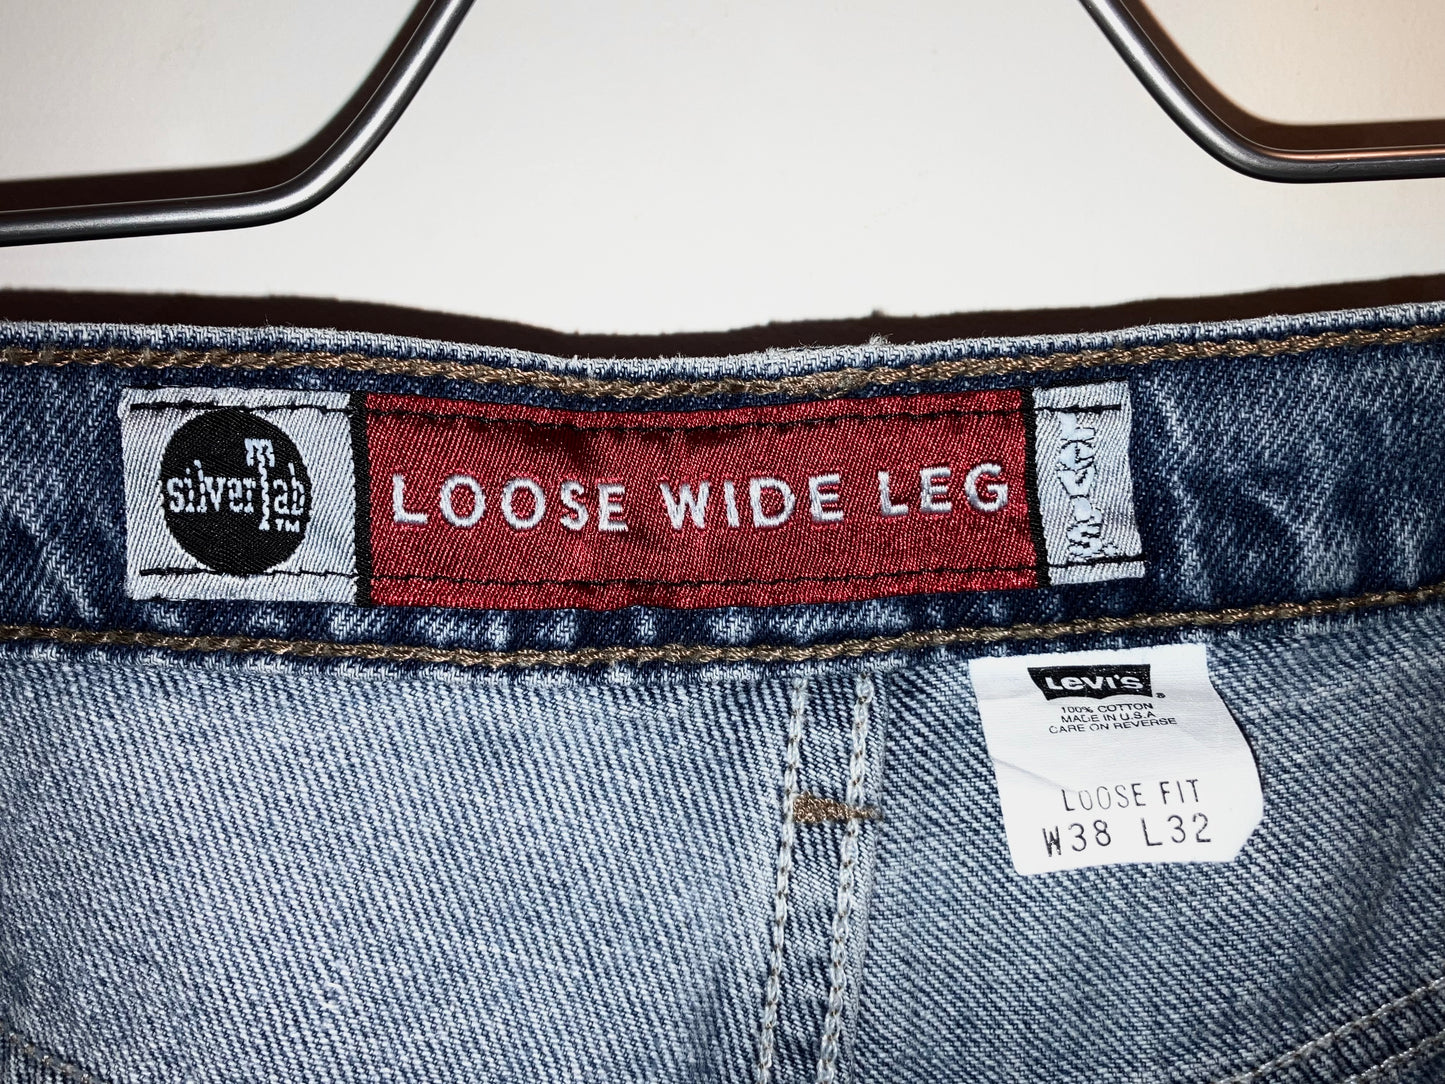 silverTab
TM
LOOSE WIDE LEG
Levi's
®
100% COTTON
MADE IN U.S.A.
CARE ON REVERSE
LOOSE FIT
W38 L32